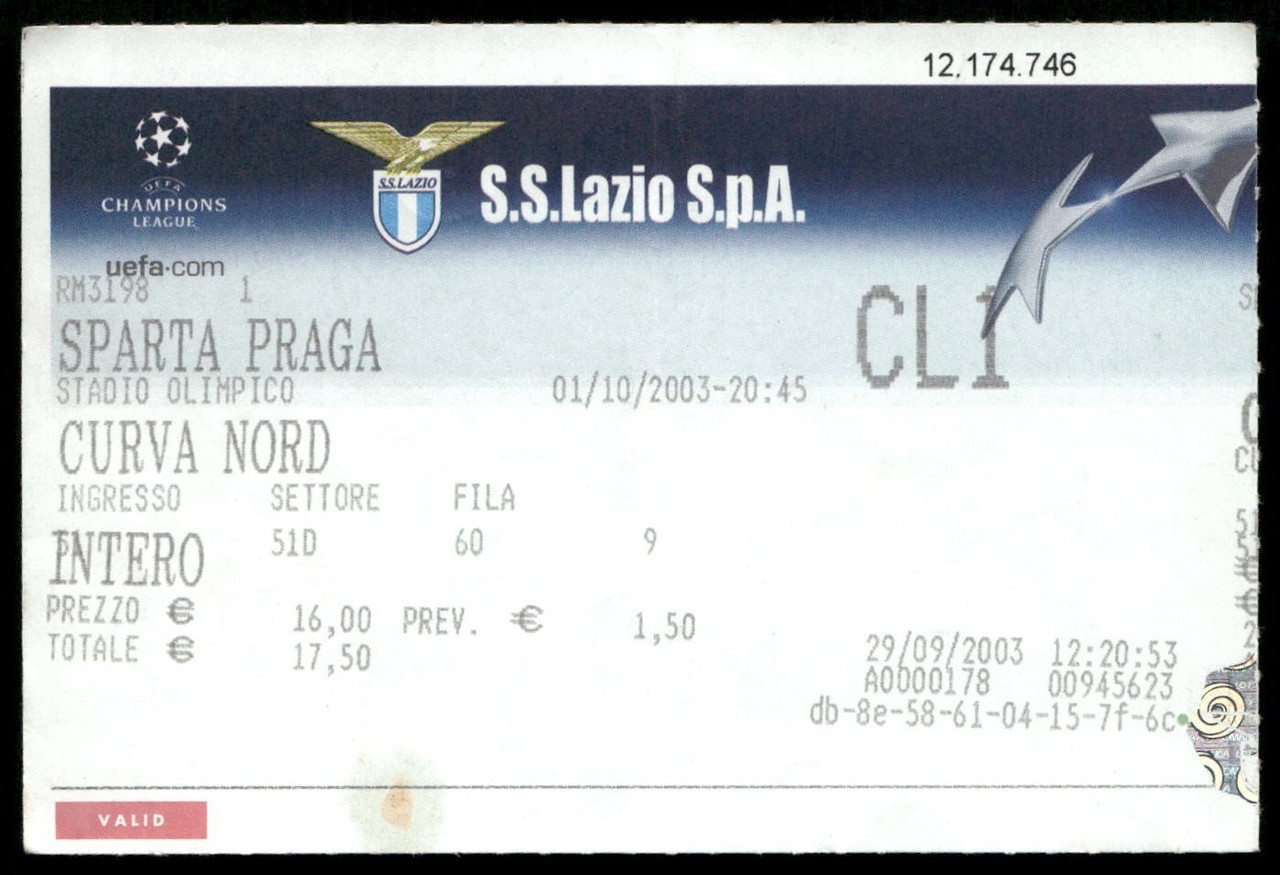 12.174.746
UEFA
CHAMPIONS
LEAGUE
S.S.LAZIO
S.S.Lazio S.p.A.
uefa.com
RM3198 1
CL1
SPARTA PRAGA
STADIO OLIMPICO 01/10/2003-20:45
CURVA NORD
INGRESSO SETTORE FILA
INTERO 51D 60 9
PREZZO € 16,00 PREV. € 1,50
TOTALE € 17,50
29/09/2003 12:20:53
A0000178 00945623
db-8e-58-61-04-15-7f-6c
VALID